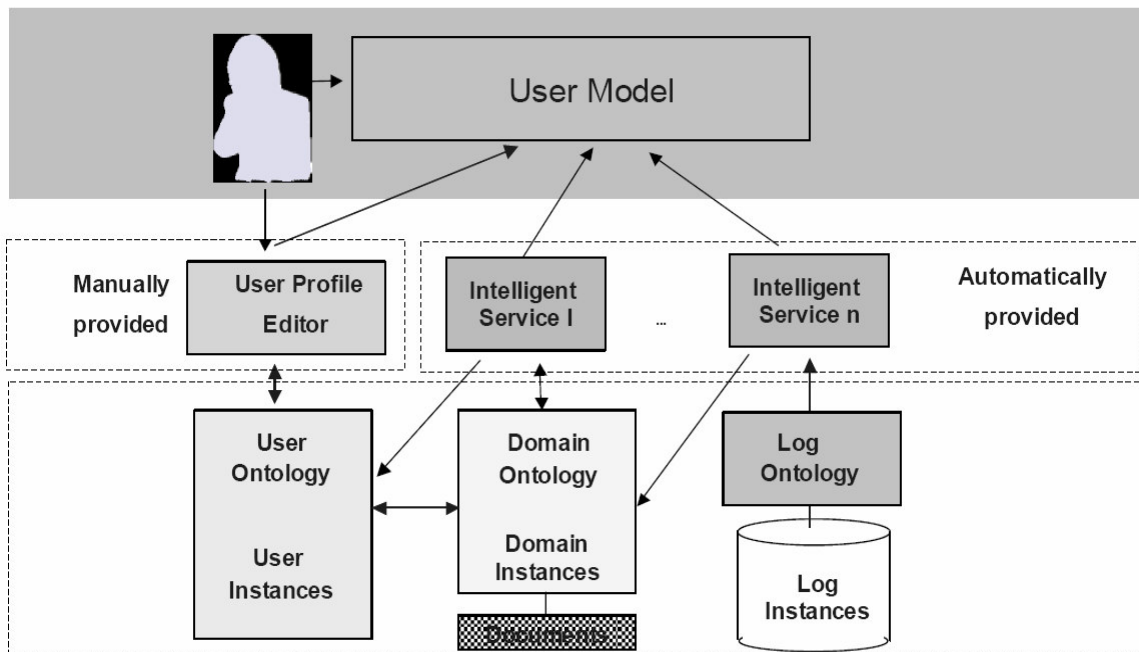 User Model
Manually
provided
User Profile
Editor
Intelligent
Service I
...
Intelligent
Service n
Automatically
provided
User
Ontology
User
Instances
Domain
Ontology
Domain
Instances
Documents
Log
Ontology
Log
Instances